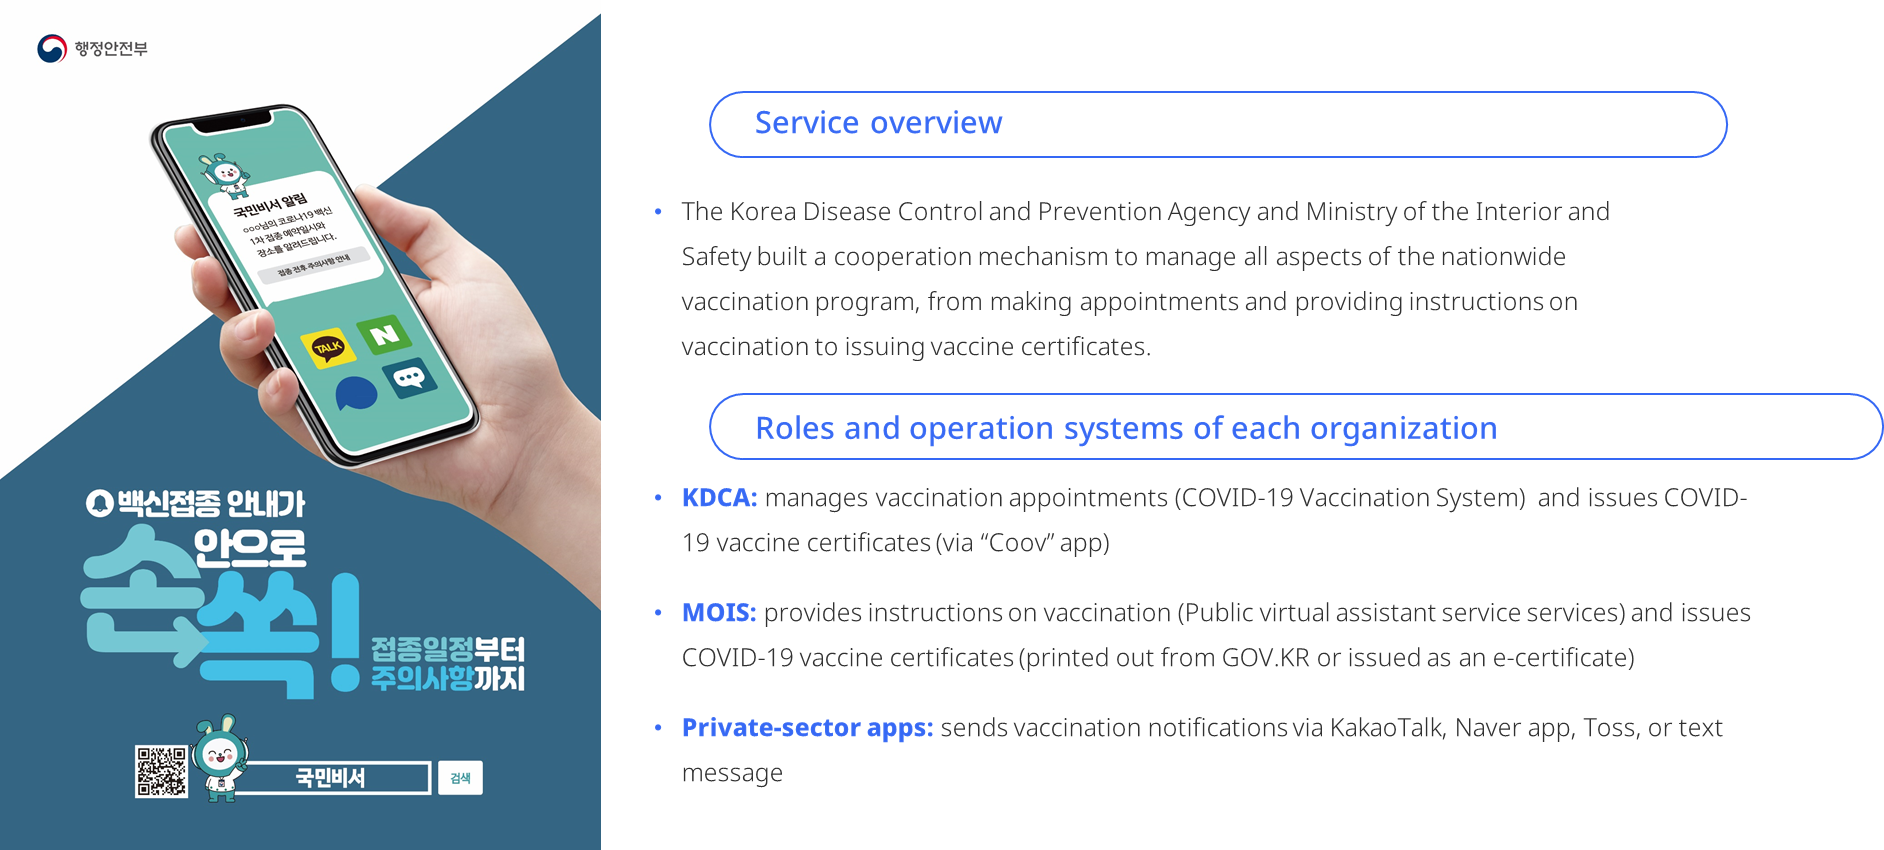 행정안전부
국민비서 알림
ㅇㅇㅇ님의 코로나19 백신
1차 접종 예약일시와
장소를 알려드립니다.
접종 전후 주의사항 안내
TALK
N
백신접종 안내가
손안으로
쏙!
접종일정부터
주의사항까지
국민비서
검색
Service overview
• The Korea Disease Control and Prevention Agency and Ministry of the Interior and
Safety built a cooperation mechanism to manage all aspects of the nationwide
vaccination program, from making appointments and providing instructions on
vaccination to issuing vaccine certificates.
Roles and operation systems of each organization
• KDCA: manages vaccination appointments (COVID-19 Vaccination System) and issues COVID-
19 vaccine certificates (via “Coov” app)
• MOIS: provides instructions on vaccination (Public virtual assistant service services) and issues
COVID-19 vaccine certificates (printed out from GOV.KR or issued as an e-certificate)
• Private-sector apps: sends vaccination notifications via KakaoTalk, Naver app, Toss, or text
message